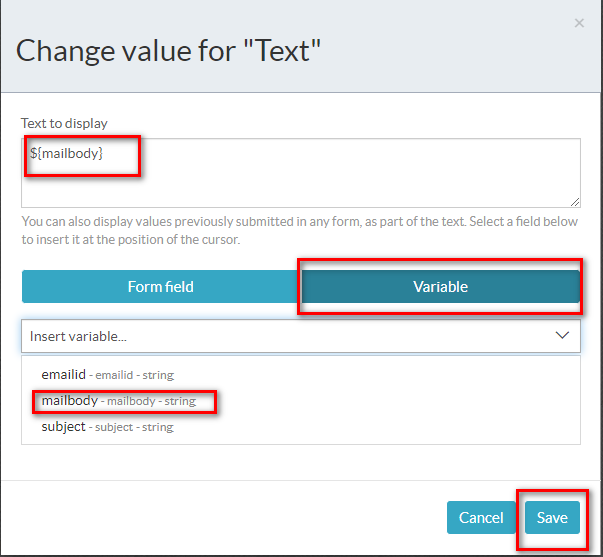 ×
Change value for "Text"
Text to display
${mailbody}
You can also display values previously submitted in any form, as part of the text. Select a field below
to insert it at the position of the cursor.
Form field
Variable
Insert variable...
emailid - emailid - string
mailbody - mailbody - string
subject - subject - string
Cancel
Save